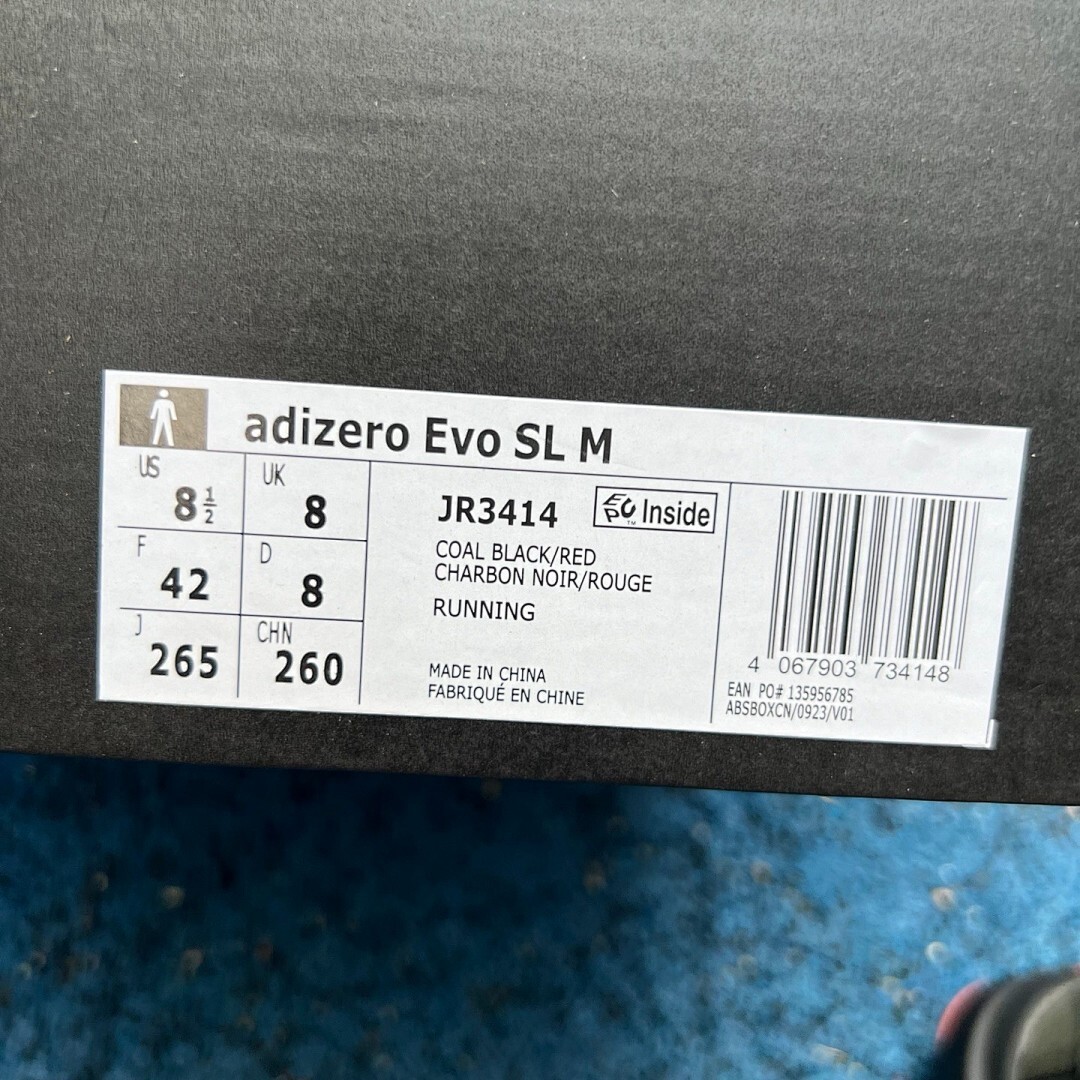 adizero Evo SL M
US 8½ UK 8
F 42 D 8
J 265 CHN 260
JR3414 EPC™ Inside
COAL BLACK/RED
CHARBON NOIR/ROUGE
RUNNING
MADE IN CHINA
FABRIQUÉ EN CHINE
4 067903 734148
EAN PO# 135956785
ABSBOXCN/0923/V01